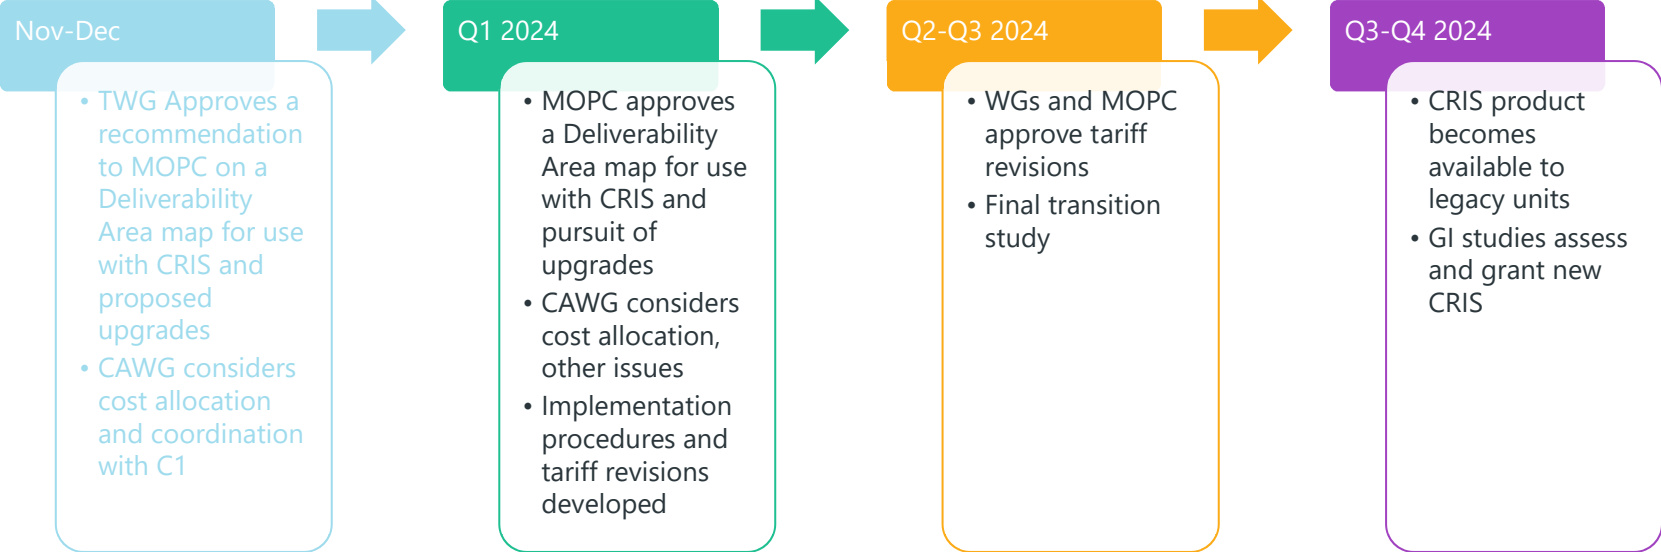 Nov-Dec
• TWG Approves a
recommendation
to MOPC on a
Deliverability
Area map for use
with CRIS and
proposed
upgrades
• CAWG considers
cost allocation
and coordination
with C1
Q1 2024
• MOPC approves
a Deliverability
Area map for use
with CRIS and
pursuit of
upgrades
• CAWG considers
cost allocation,
other issues
• Implementation
procedures and
tariff revisions
developed
Q2-Q3 2024
• WGs and MOPC
approve tariff
revisions
• Final transition
study
Q3-Q4 2024
• CRIS product
becomes
available to
legacy units
• GI studies assess
and grant new
CRIS